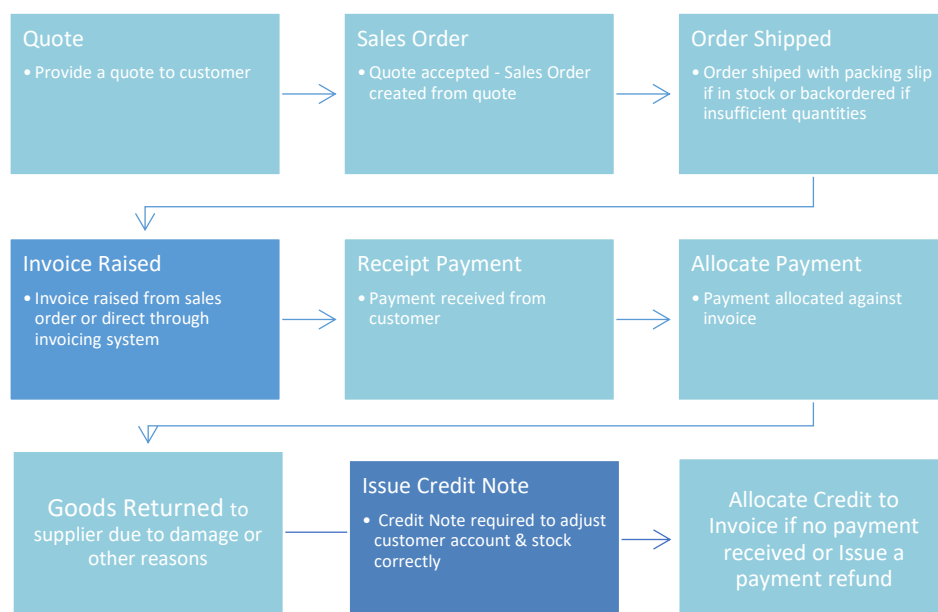 Quote
• Provide a quote to customer
Sales Order
• Quote accepted - Sales Order
created from quote
Order Shipped
• Order shiped with packing slip
if in stock or backordered if
insufficient quantities
Invoice Raised
• Invoice raised from sales
order or direct through
invoicing system
Receipt Payment
• Payment received from
customer
Allocate Payment
• Payment allocated against
invoice
Goods Returned to
supplier due to damage or
other reasons
Issue Credit Note
• Credit Note required to adjust
customer account & stock
correctly
Allocate Credit to
Invoice if no payment
received or Issue a
payment refund